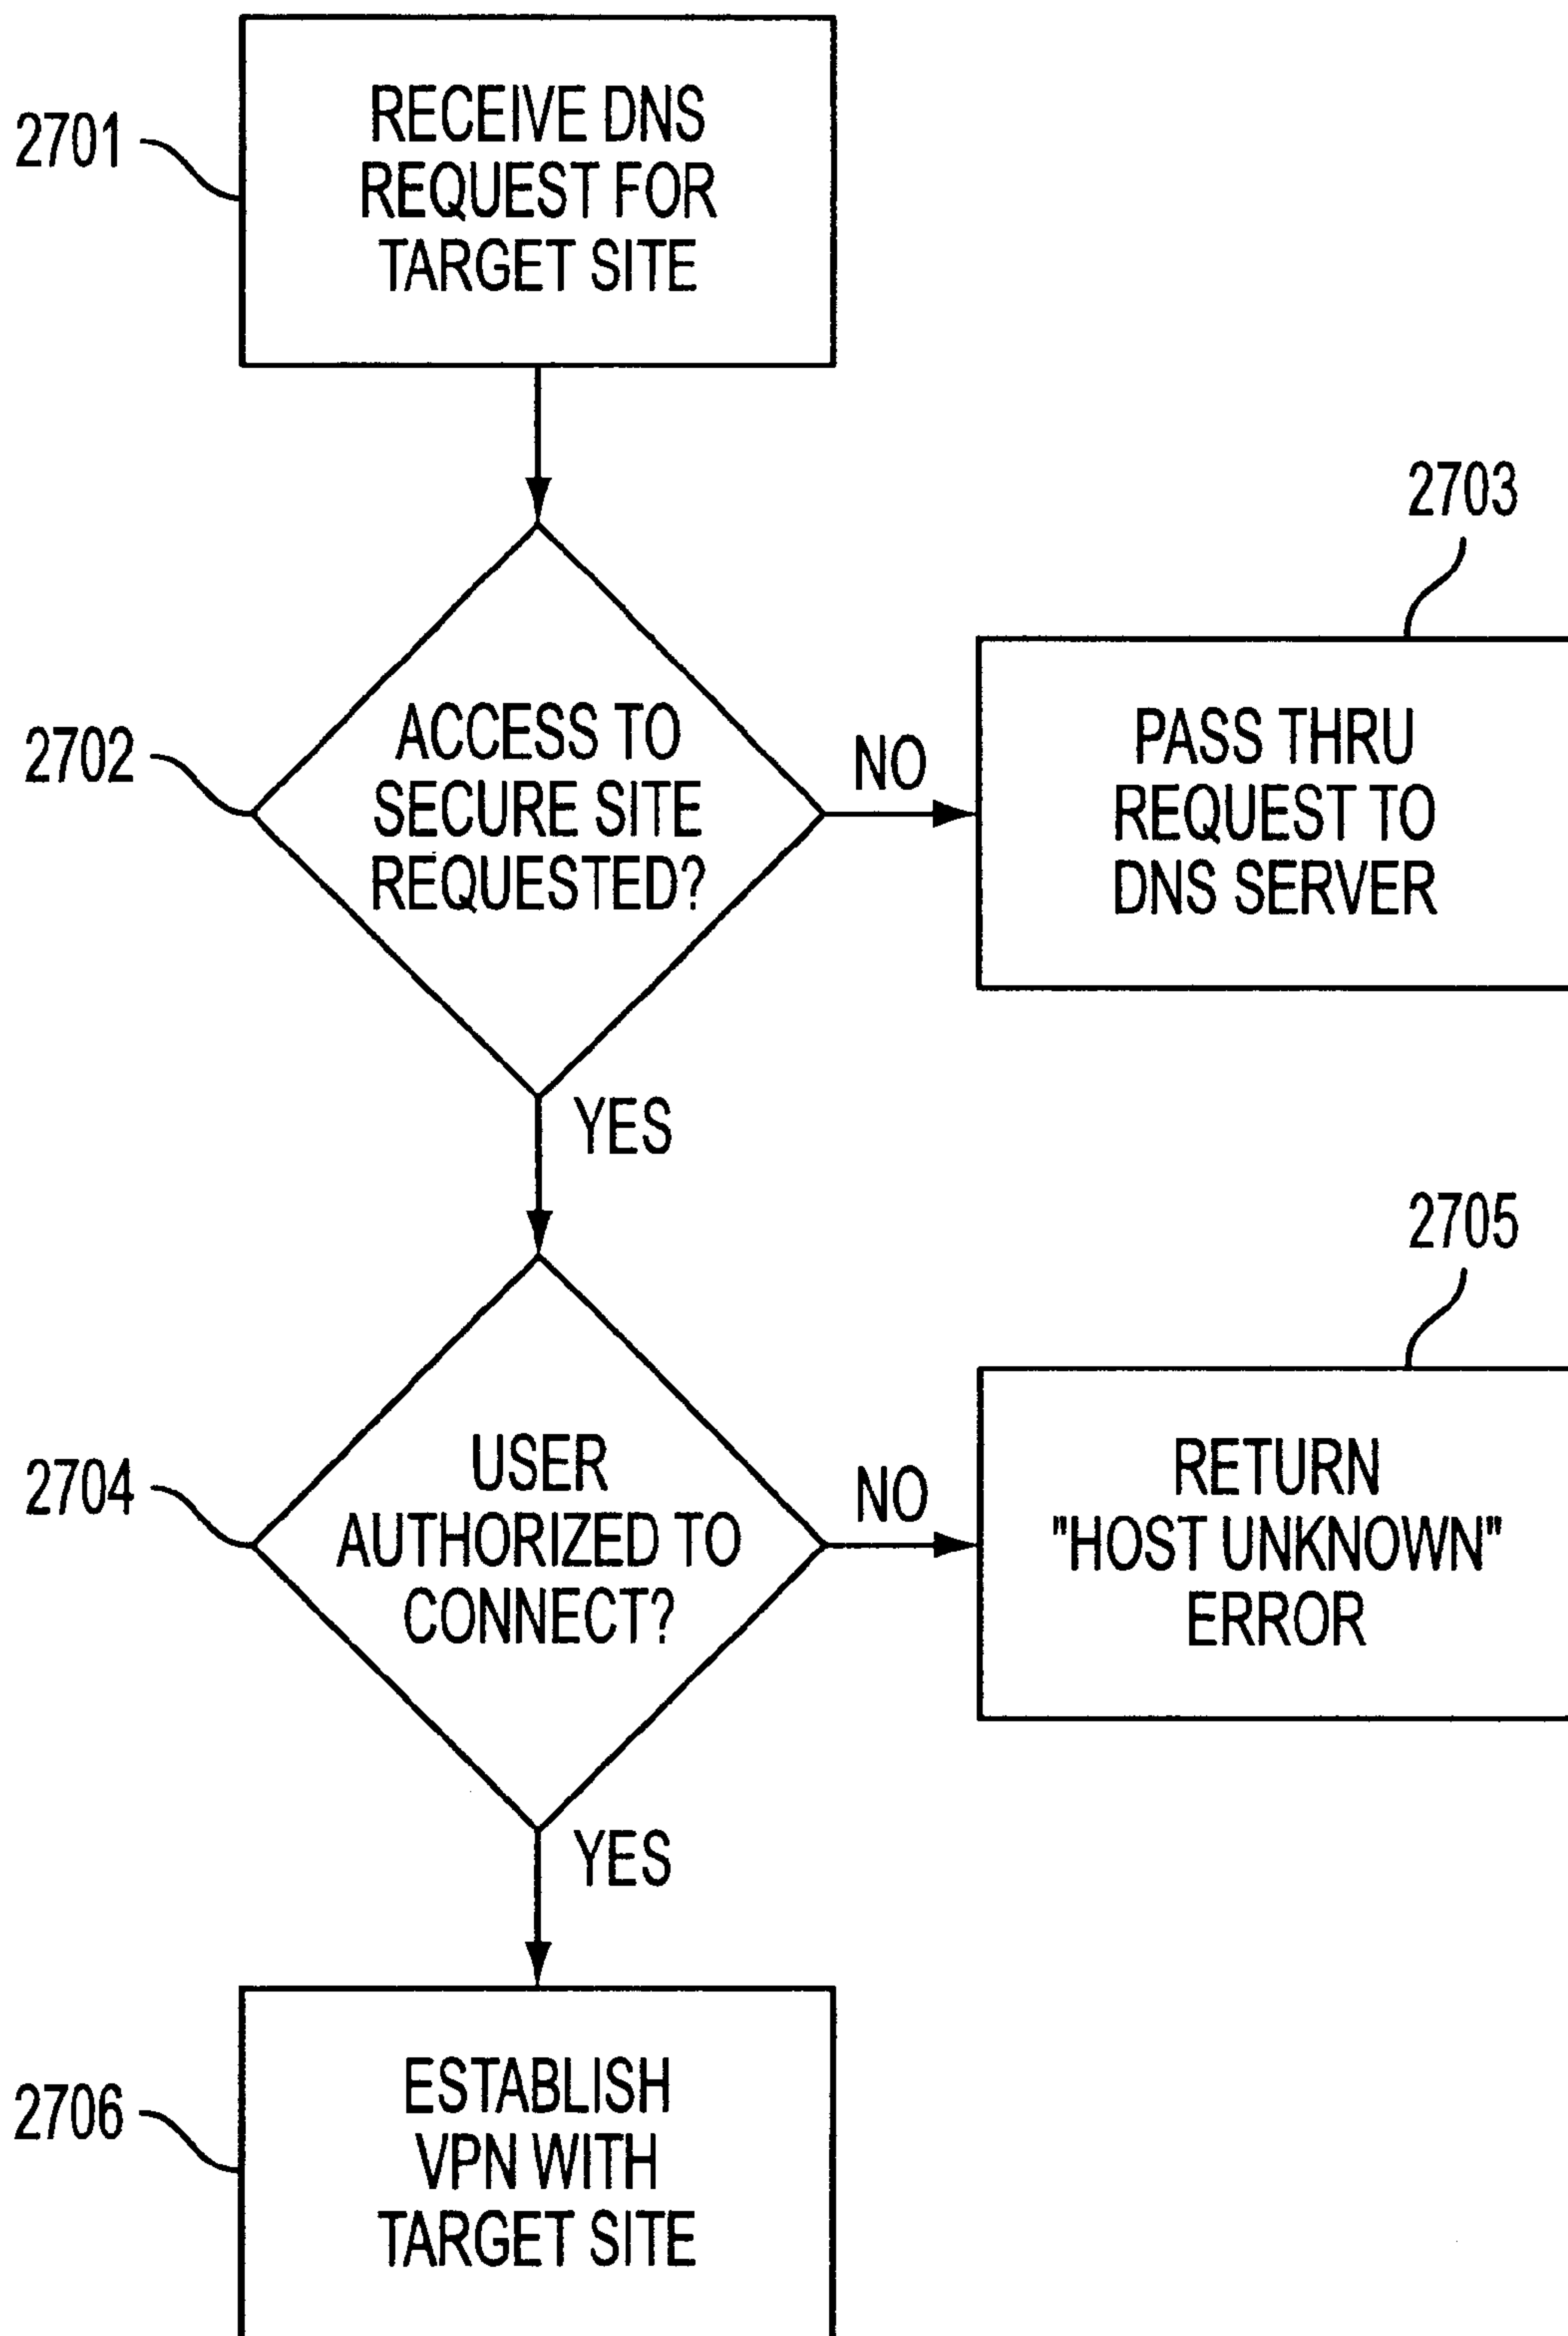 2701
RECEIVE DNS
REQUEST FOR
TARGET SITE
2702
ACCESS TO
SECURE SITE
REQUESTED?
NO
2703
PASS THRU
REQUEST TO
DNS SERVER
YES
2704
USER
AUTHORIZED TO
CONNECT?
NO
2705
RETURN
"HOST UNKNOWN"
ERROR
YES
2706
ESTABLISH
VPN WITH
TARGET SITE